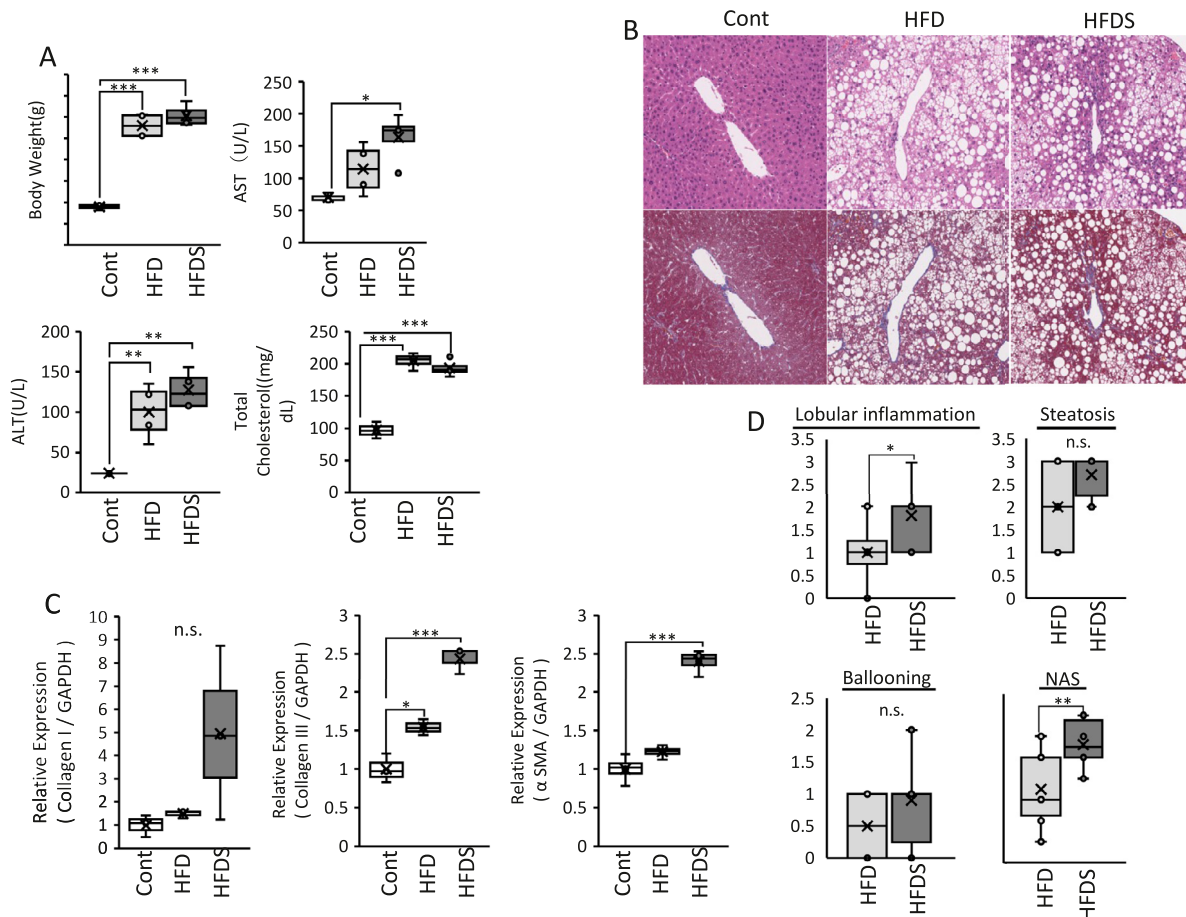 A
Body Weight(g)
***
***
Cont
HFD
HFDS
AST (U/L)
250
200
150
100
50
0
*
Cont
HFD
HFDS
ALT(U/L)
200
150
100
50
0
**
**
Cont
HFD
HFDS
Total
Cholesterol((mg/
dL)
250
200
150
100
50
0
***
***
Cont
HFD
HFDS
B
Cont
HFD
HFDS
C
Relative Expression
( Collagen I / GAPDH )
10
9
8
7
6
5
4
3
2
1
0
n.s.
Cont
HFD
HFDS
Relative Expression
( Collagen III / GAPDH )
3
2.5
2
1.5
1
0.5
0
***
*
Cont
HFD
HFDS
Relative Expression
( α SMA / GAPDH )
3
2.5
2
1.5
1
0.5
0
***
Cont
HFD
HFDS
D
Lobular inflammation
3.5
3
2.5
2
1.5
1
0.5
0
*
HFD
HFDS
Steatosis
3.5
3
2.5
2
1.5
1
0.5
0
n.s.
HFD
HFDS
Ballooning
2.5
2
1.5
1
0.5
0
n.s.
HFD
HFDS
NAS
**
HFD
HFDS